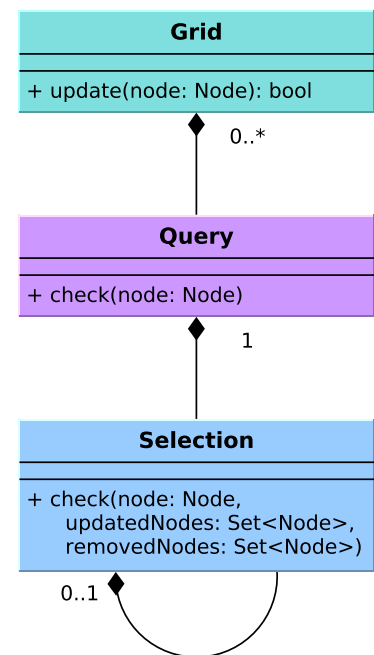 Grid
+ update(node: Node): bool
0..*
Query
+ check(node: Node)
1
Selection
+ check(node: Node,
updatedNodes: Set<Node>,
removedNodes: Set<Node>)
0..1